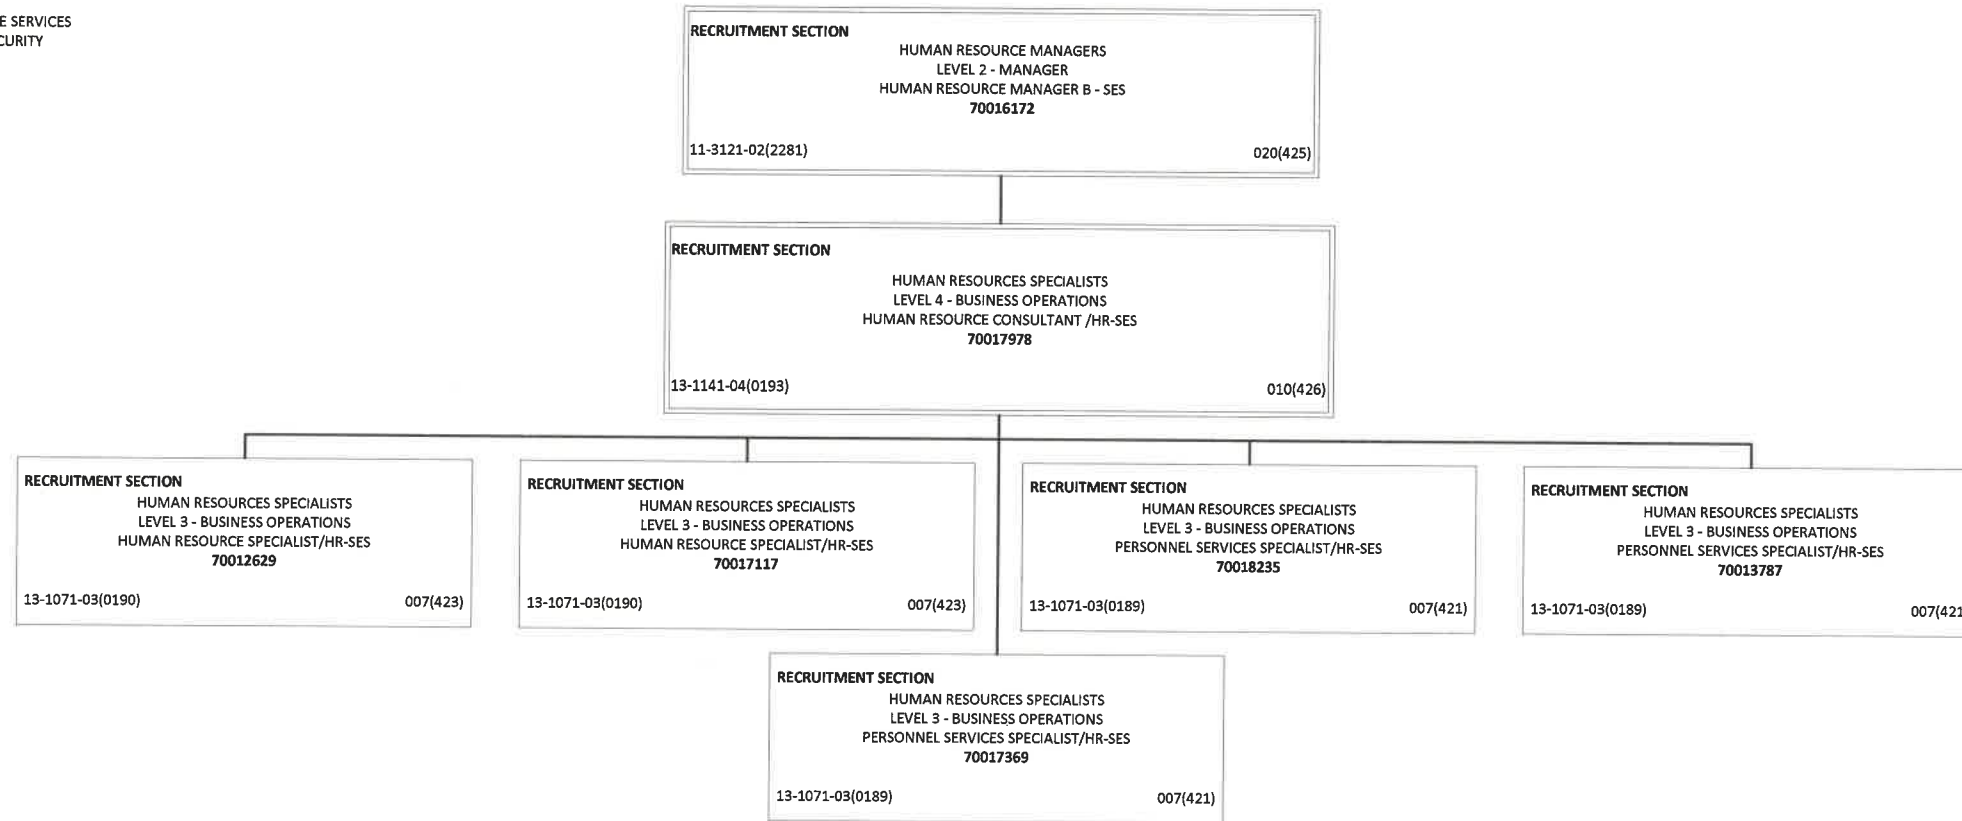 E SERVICES
CURITY
RECRUITMENT SECTION
HUMAN RESOURCE MANAGERS
LEVEL 2 - MANAGER
HUMAN RESOURCE MANAGER B - SES
70016172
11-3121-02(2281) 020(425)
RECRUITMENT SECTION
HUMAN RESOURCES SPECIALISTS
LEVEL 4 - BUSINESS OPERATIONS
HUMAN RESOURCE CONSULTANT /HR-SES
70017978
13-1141-04(0193) 010(426)
RECRUITMENT SECTION
HUMAN RESOURCES SPECIALISTS
LEVEL 3 - BUSINESS OPERATIONS
HUMAN RESOURCE SPECIALIST/HR-SES
70012629
13-1071-03(0190) 007(423)
RECRUITMENT SECTION
HUMAN RESOURCES SPECIALISTS
LEVEL 3 - BUSINESS OPERATIONS
HUMAN RESOURCE SPECIALIST/HR-SES
70017117
13-1071-03(0190) 007(423)
RECRUITMENT SECTION
HUMAN RESOURCES SPECIALISTS
LEVEL 3 - BUSINESS OPERATIONS
PERSONNEL SERVICES SPECIALIST/HR-SES
70018235
13-1071-03(0189) 007(421)
RECRUITMENT SECTION
HUMAN RESOURCES SPECIALISTS
LEVEL 3 - BUSINESS OPERATIONS
PERSONNEL SERVICES SPECIALIST/HR-SES
70013787
13-1071-03(0189) 007(421
RECRUITMENT SECTION
HUMAN RESOURCES SPECIALISTS
LEVEL 3 - BUSINESS OPERATIONS
PERSONNEL SERVICES SPECIALIST/HR-SES
70017369
13-1071-03(0189) 007(421)